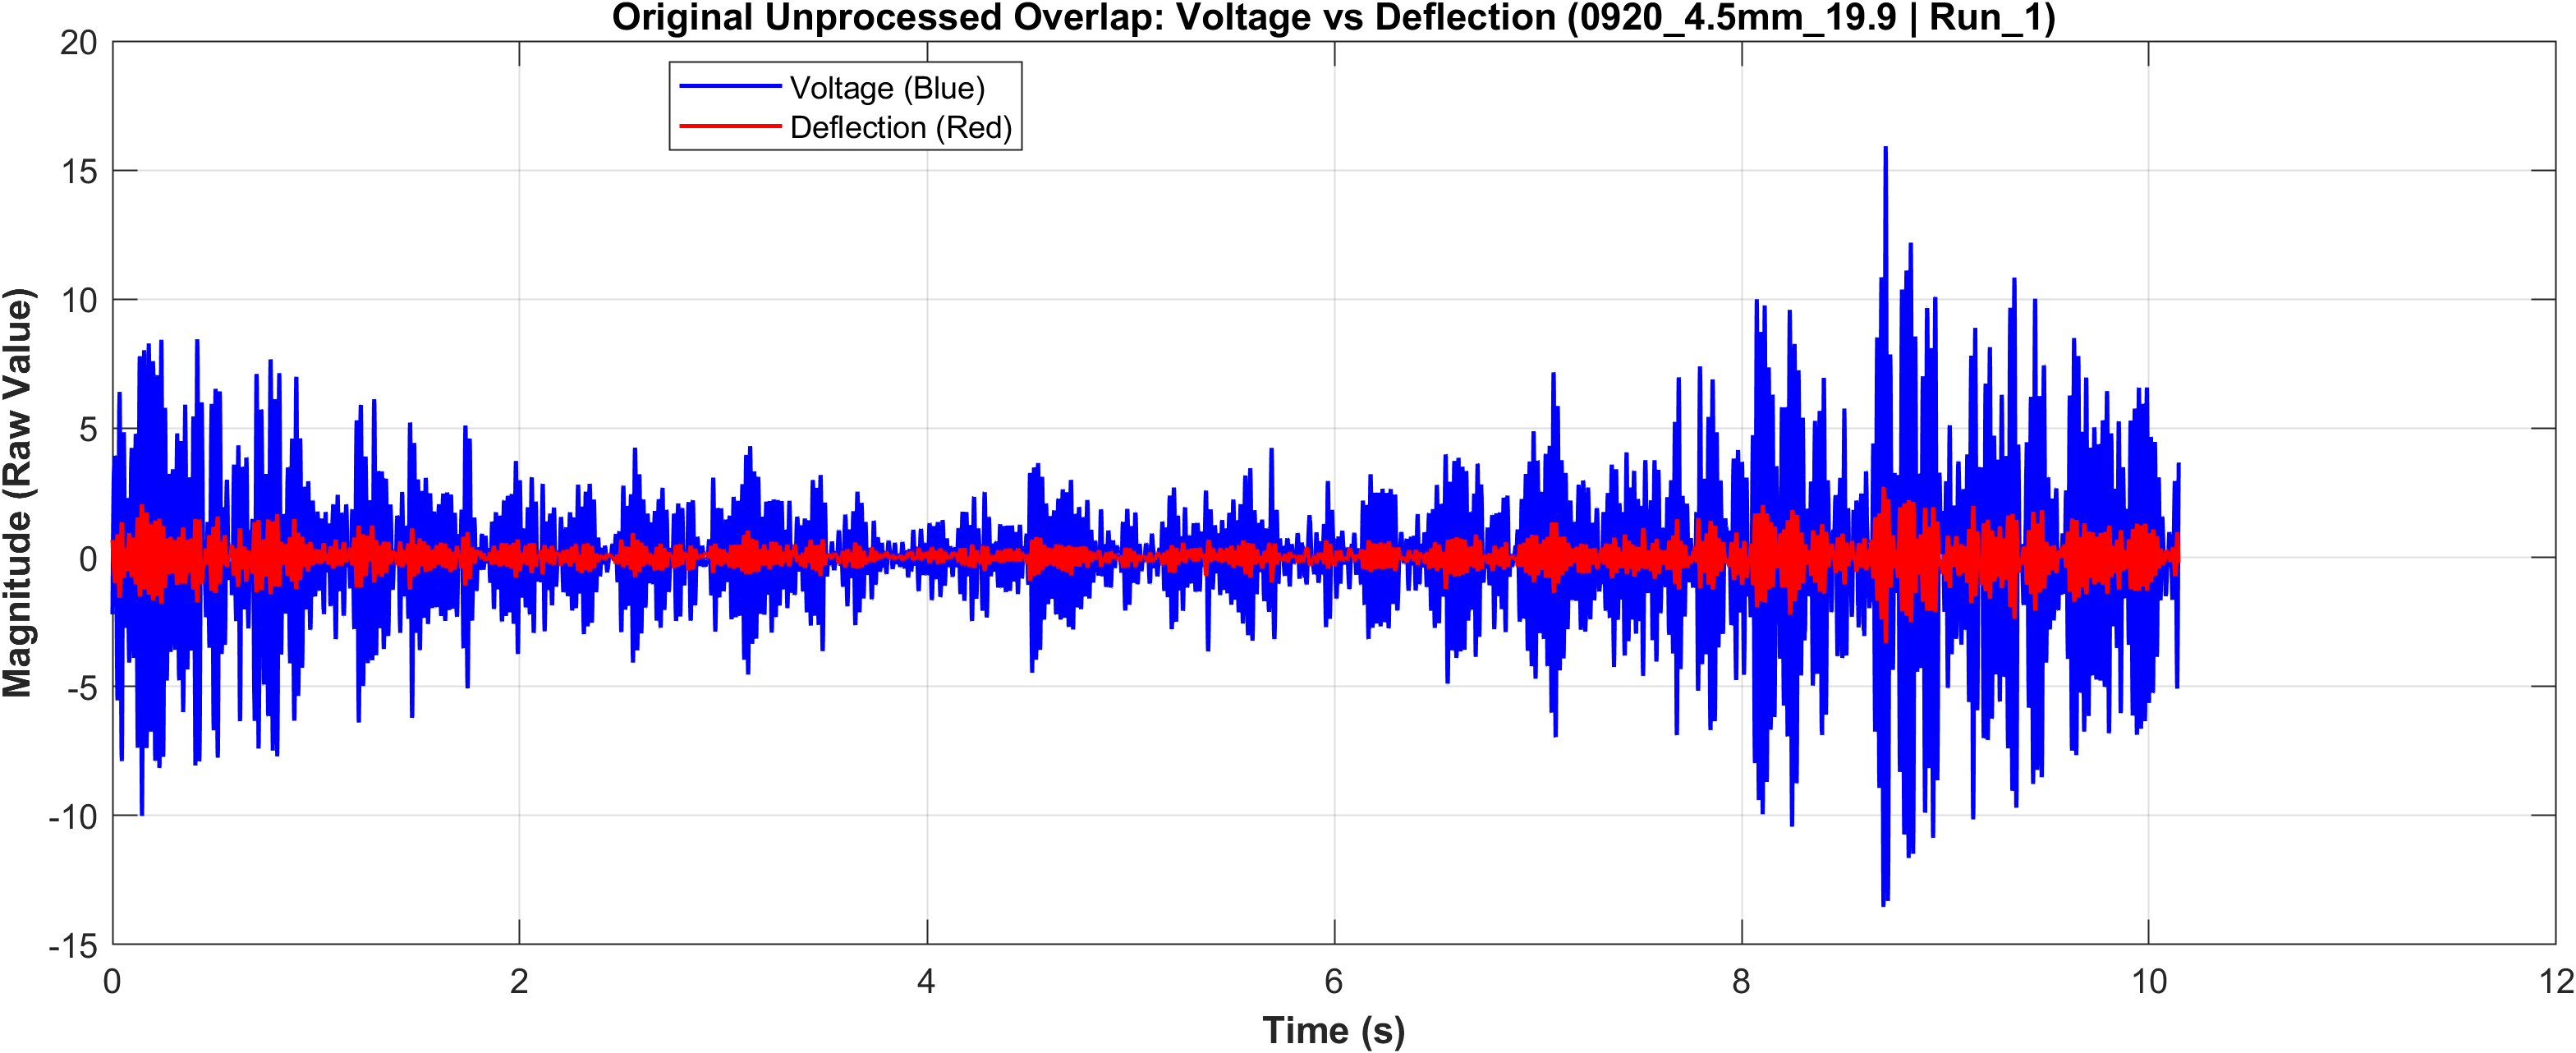 Original Unprocessed Overlap: Voltage vs Deflection (0920_4.5mm_19.9 | Run_1)
Voltage (Blue)
Deflection (Red)
Magnitude (Raw Value)
20
15
10
5
0
-5
-10
-15
0 2 4 6 8 10 12
Time (s)